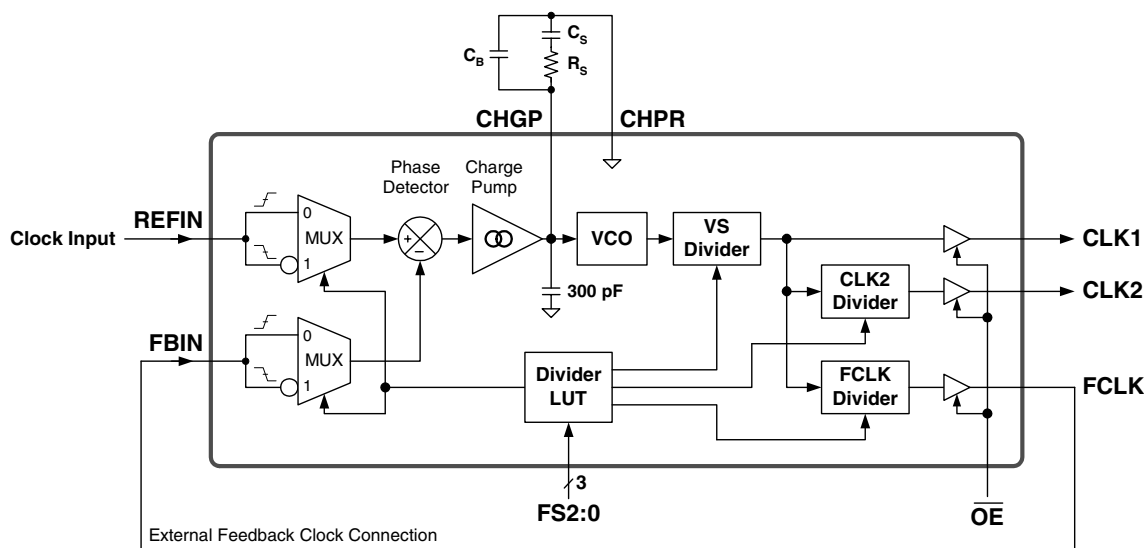 C_B
C_S
R_S
CHGP
CHPR
Phase
Detector
Charge
Pump
REFIN
Clock Input
0
MUX
1
+
−
VCO
VS
Divider
CLK1
300 pF
CLK2
Divider
CLK2
FBIN
0
MUX
1
Divider
LUT
FCLK
Divider
FCLK
3
FS2:0
OE
External Feedback Clock Connection